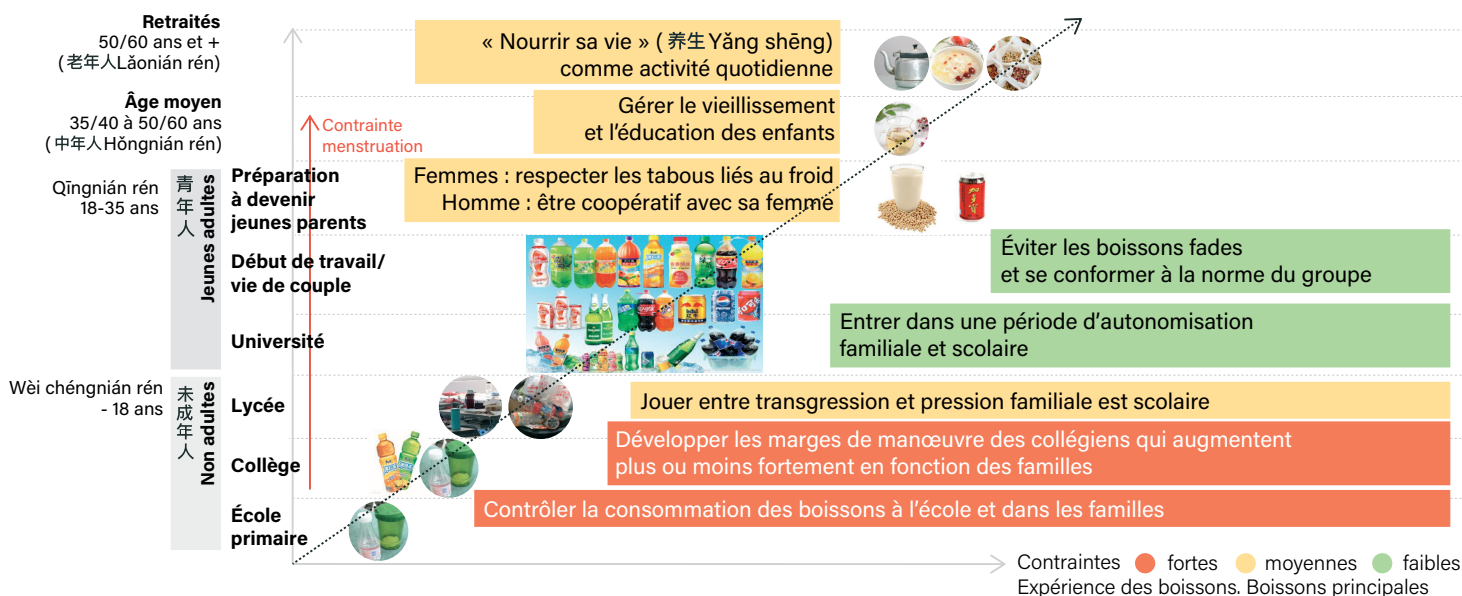 Retraités
50/60 ans et +
(老年人Lǎonián rén)
« Nourrir sa vie » ( 养生 Yǎng shēng)
comme activité quotidienne
Âge moyen
35/40 à 50/60 ans
(中年人Hǒngnián rén)
Gérer le vieillissement
et l'éducation des enfants
Contrainte
menstruation
Qīngnián rén
18-35 ans
青年人
Jeunes adultes
Préparation
à devenir
jeunes parents
Femmes : respecter les tabous liés au froid
Homme : être coopératif avec sa femme
Début de travail/
vie de couple
Éviter les boissons fades
et se conformer à la norme du groupe
Université
Entrer dans une période d'autonomisation
familiale et scolaire
Wèi chéngnián rén
- 18 ans
未成年人
Non adultes
Lycée
Jouer entre transgression et pression familiale est scolaire
Collège
Développer les marges de manœuvre des collégiens qui augmentent
plus ou moins fortement en fonction des familles
École
primaire
Contrôler la consommation des boissons à l'école et dans les familles
Contraintes fortes moyennes faibles
Expérience des boissons. Boissons principales